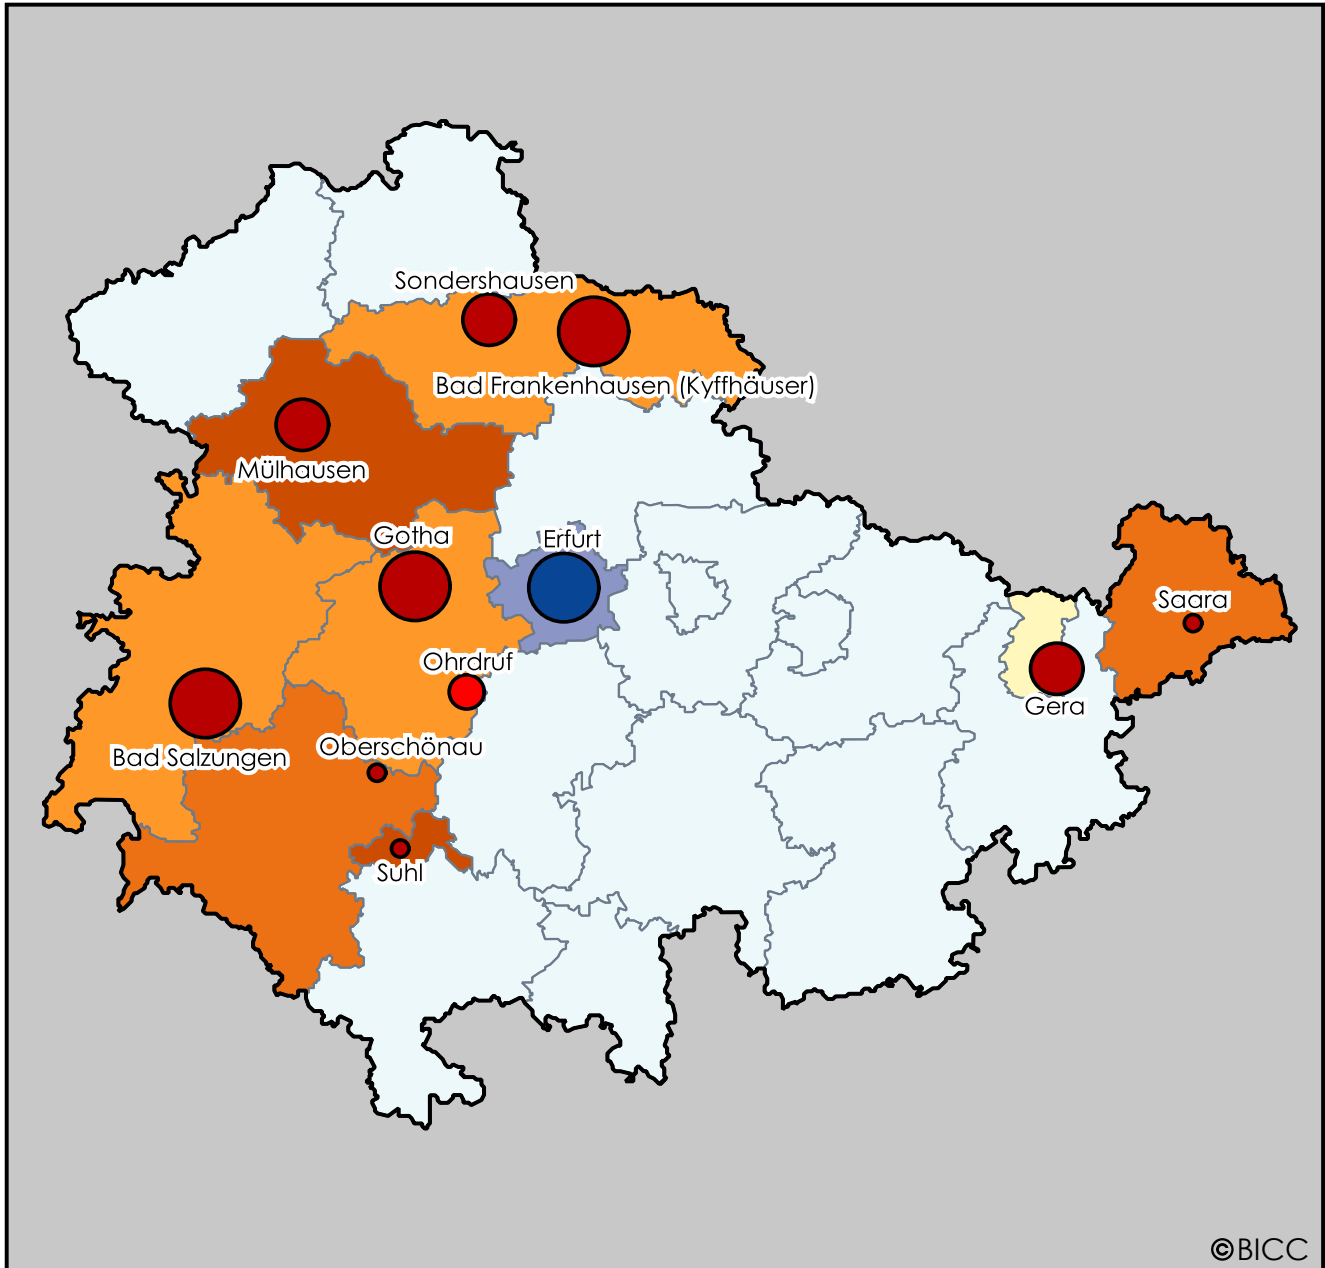 Sondershausen
Bad Frankenhausen (Kyffhäuser)
Mülhausen
Gotha
Erfurt
Saara
Ohrdruf
Gera
Oberschönau
Bad Salzungen
Suhl
©BICC